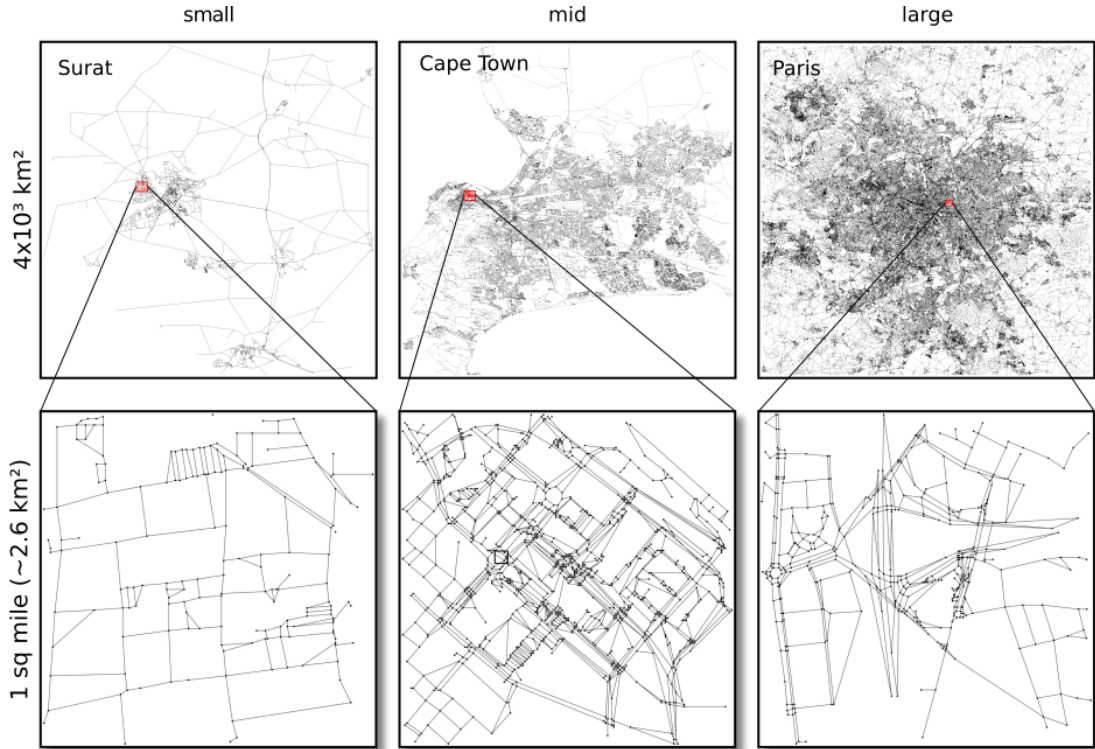 small
mid
large
4x10³ km²
Surat
Cape Town
Paris
1 sq mile (~2.6 km²)